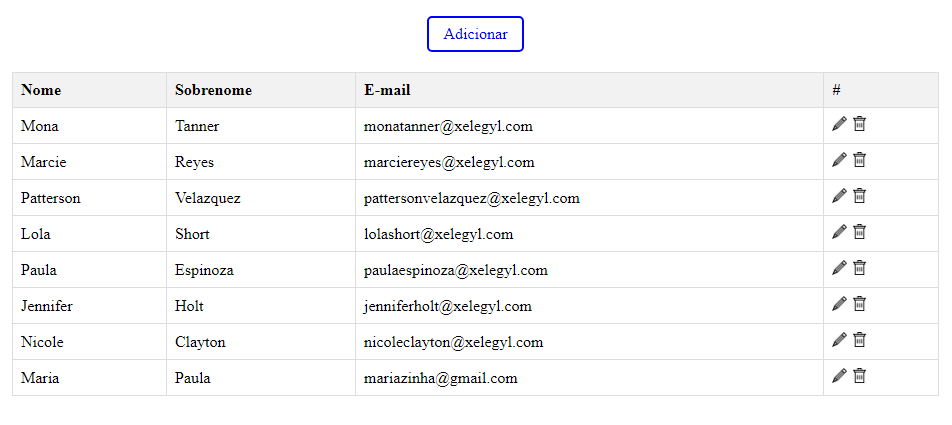 Adicionar
Nome Sobrenome E-mail #
Mona Tanner monatanner@xelegyl.com
Marcie Reyes marciereyes@xelegyl.com
Patterson Velazquez pattersonvelazquez@xelegyl.com
Lola Short lolashort@xelegyl.com
Paula Espinoza paulaespinoza@xelegyl.com
Jennifer Holt jenniferholt@xelegyl.com
Nicole Clayton nicoleclayton@xelegyl.com
Maria Paula mariazinha@gmail.com